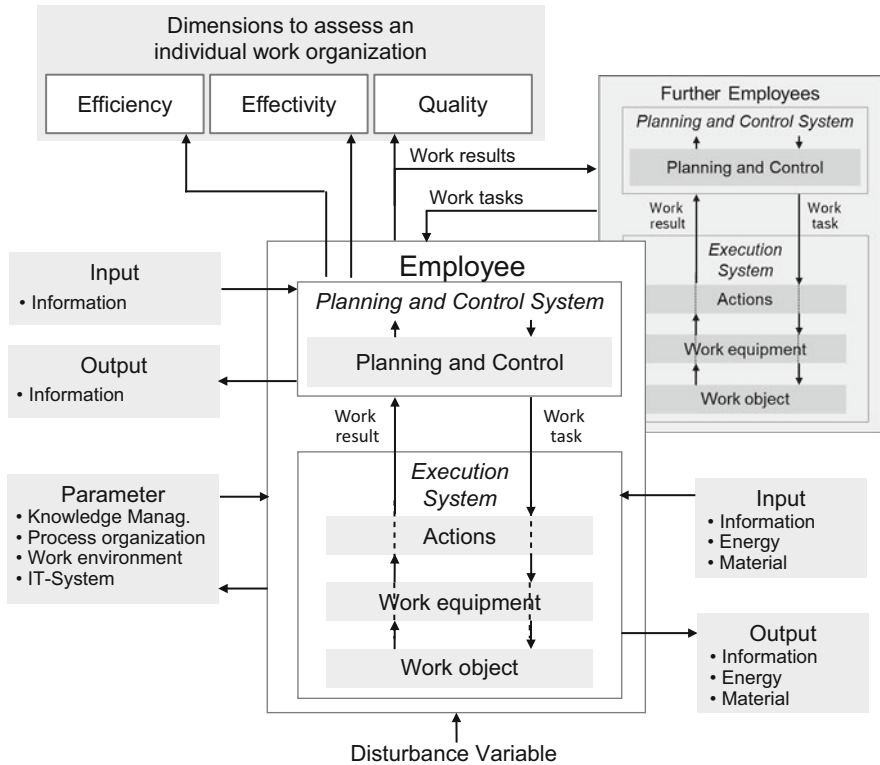 Dimensions to assess an
individual work organization
Efficiency
Effectivity
Quality
Further Employees
Planning and Control System
Planning and Control
Work
result
Work
task
Execution
System
Actions
Work equipment
Work object
Work results
Work tasks
Employee
Input
• Information
Planning and Control System
Planning and Control
Output
• Information
Work
result
Work
task
Parameter
• Knowledge Manag.
• Process organization
• Work environment
• IT-System
Execution
System
Actions
Work equipment
Work object
Input
• Information
• Energy
• Material
Output
• Information
• Energy
• Material
Disturbance Variable